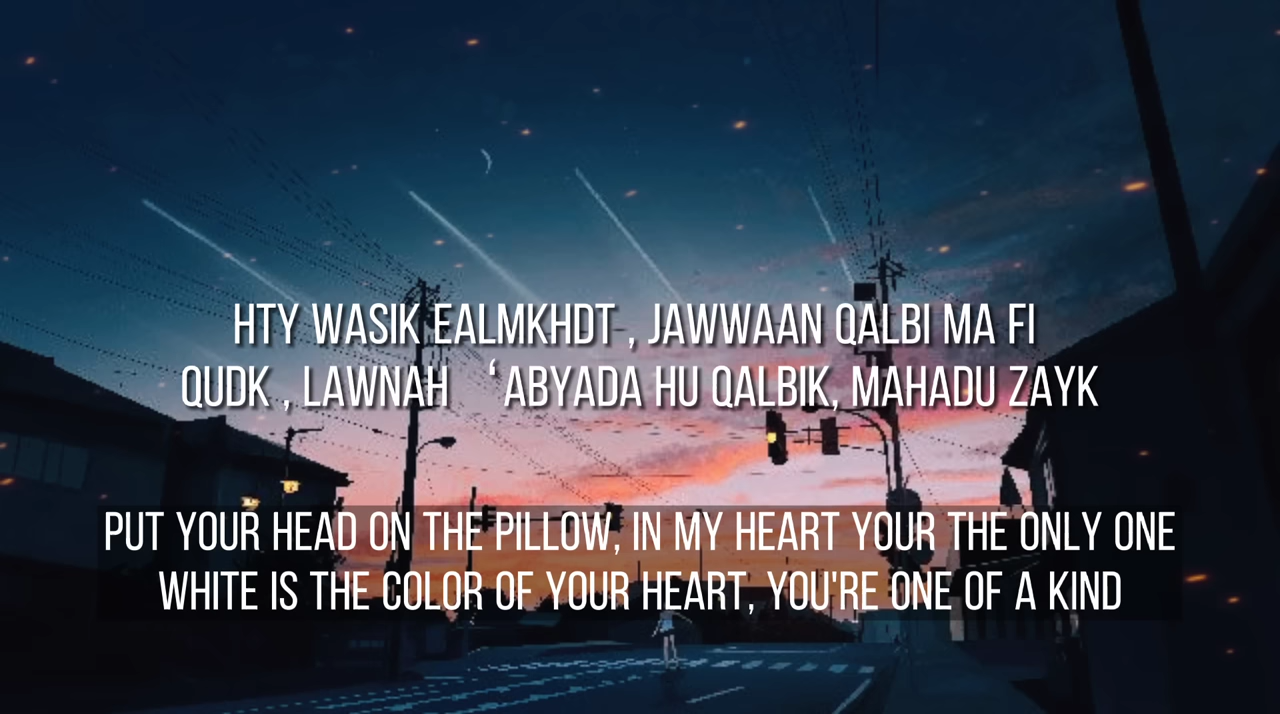 HTY WASIK EALMKHDT , JAWWAAN QALBI MA FI
QUDK , LAWNAH ‘ABYADA HU QALBIK, MAHADU ZAYK
PUT YOUR HEAD ON THE PILLOW, IN MY HEART YOUR THE ONLY ONE
WHITE IS THE COLOR OF YOUR HEART, YOU'RE ONE OF A KIND